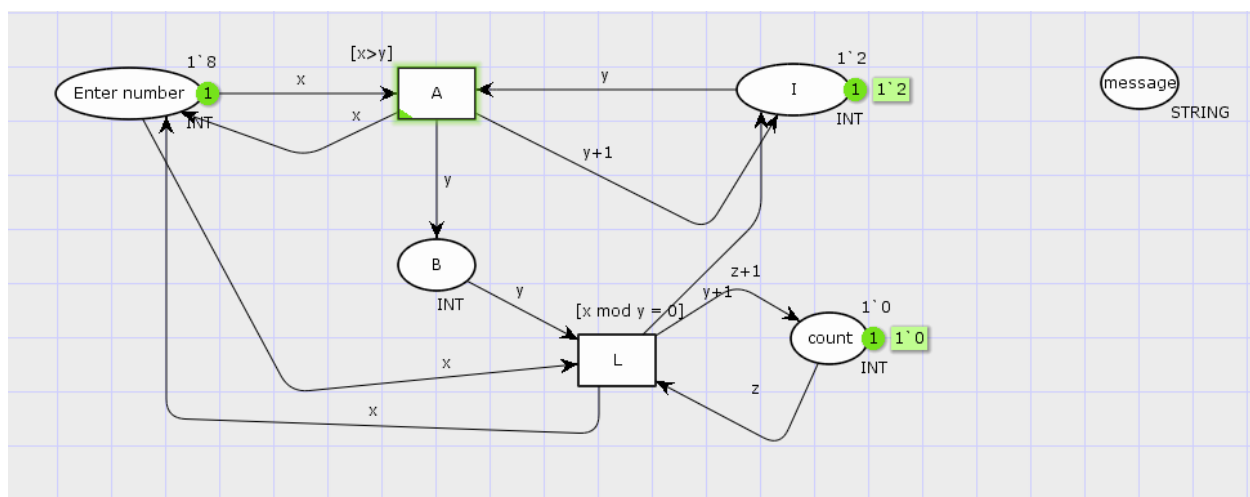 1`8
[x>y]
1`2
Enter number
1
x
A
y
I
1
1`2
message
INT
x
INT
STRING
y+1
y
B
INT
y
z+1
y+1
[x mod y = 0]
1`0
L
count
1
1`0
x
INT
z
x